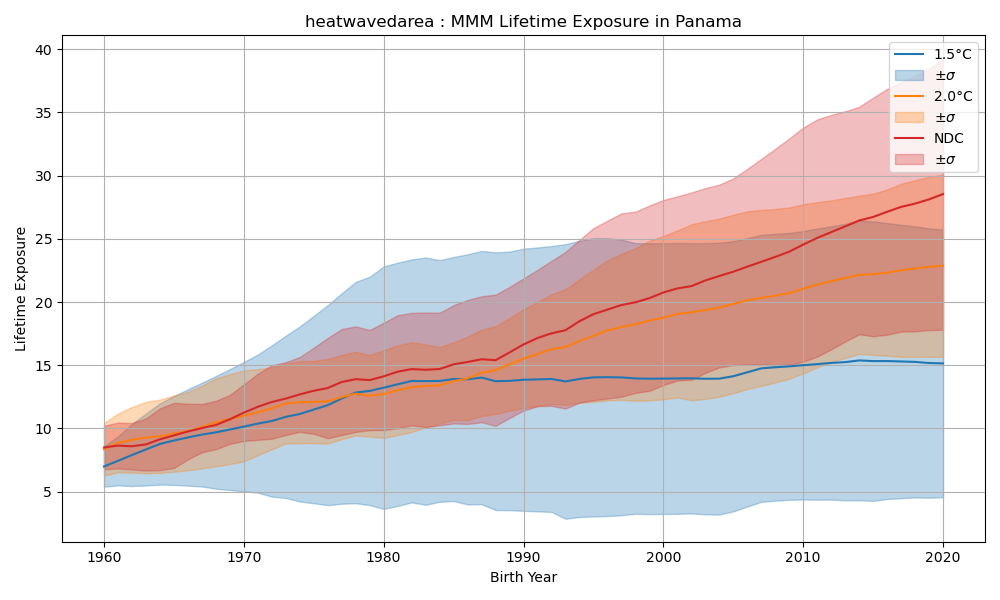 heatwavedarea : MMM Lifetime Exposure in Panama
40
35
30
25
20
15
10
5
Lifetime Exposure
1960
1970
1980
1990
2000
2010
2020
Birth Year
1.5°C
±σ
2.0°C
±σ
NDC
±σ